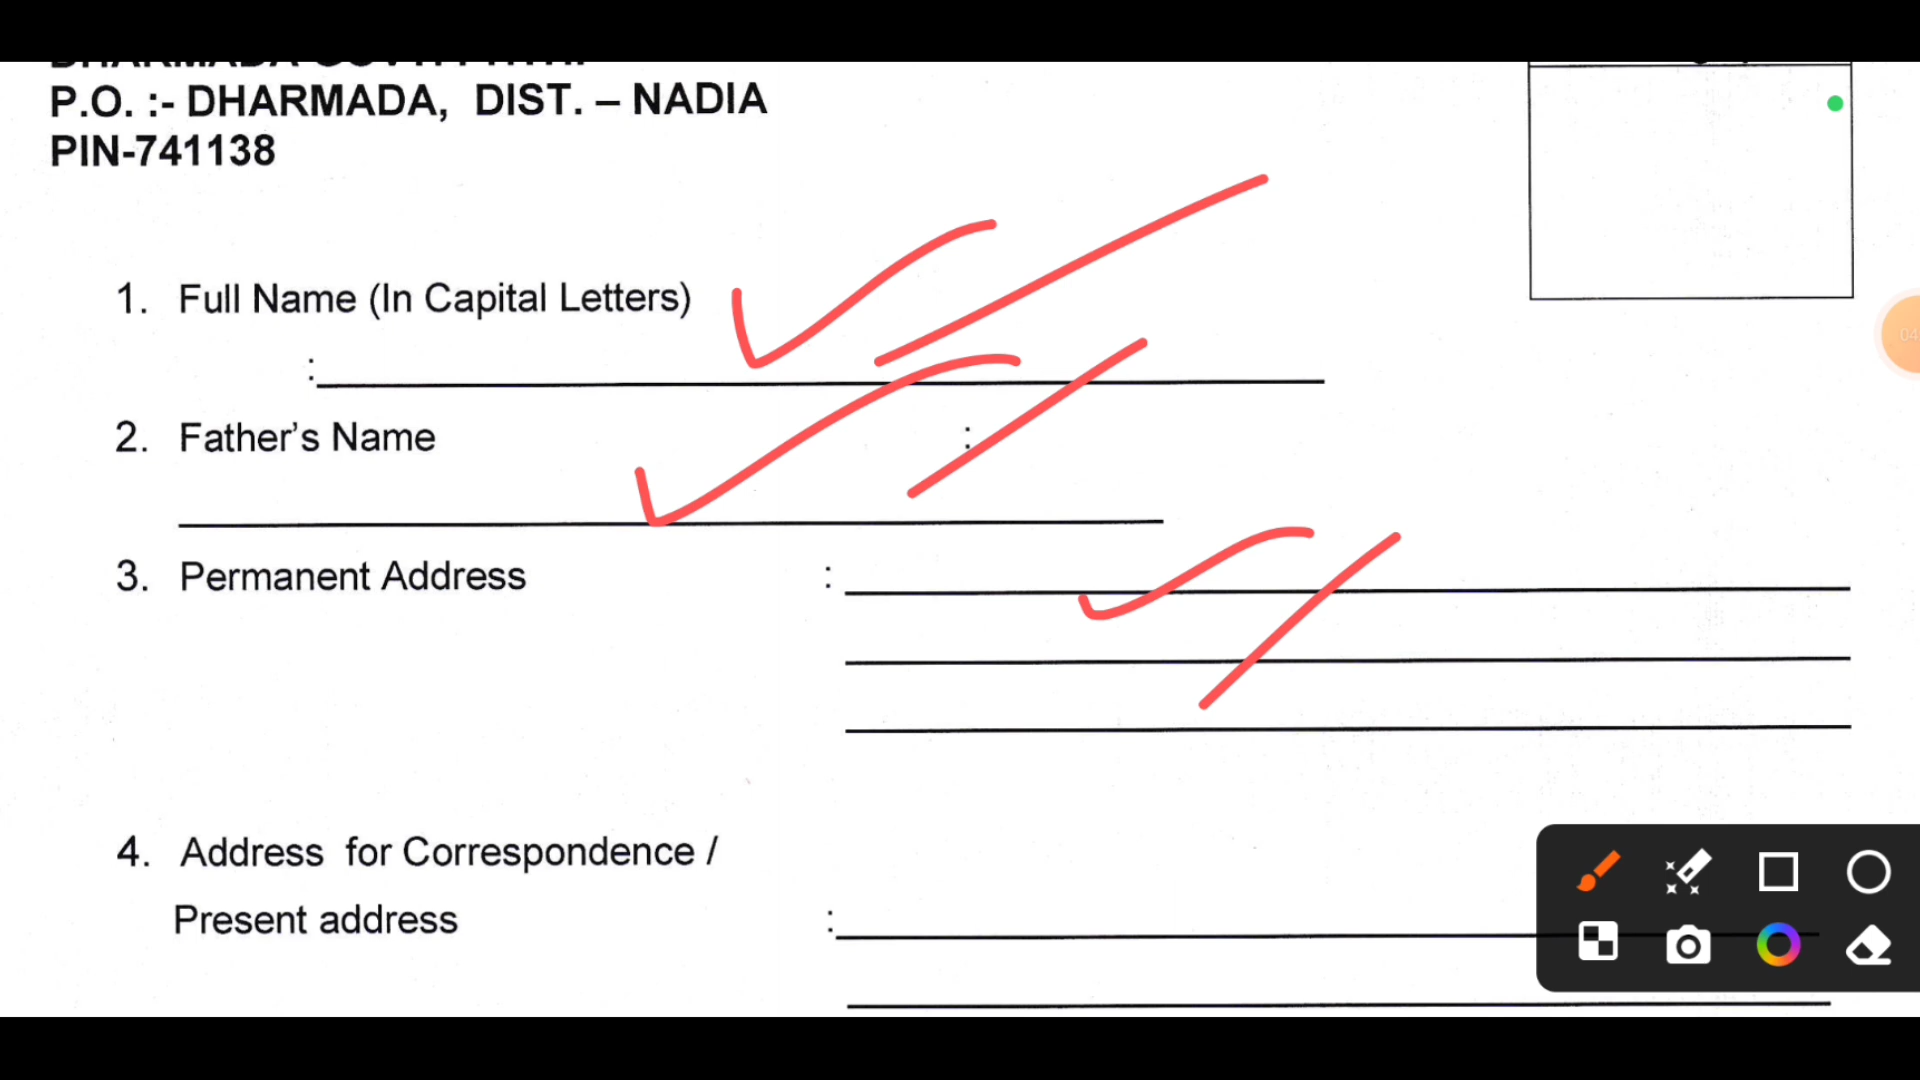 P.O. :- DHARMADA, DIST. – NADIA
PIN-741138
1. Full Name (In Capital Letters)
:
2. Father's Name :
3. Permanent Address :
4. Address for Correspondence /
Present address :
04